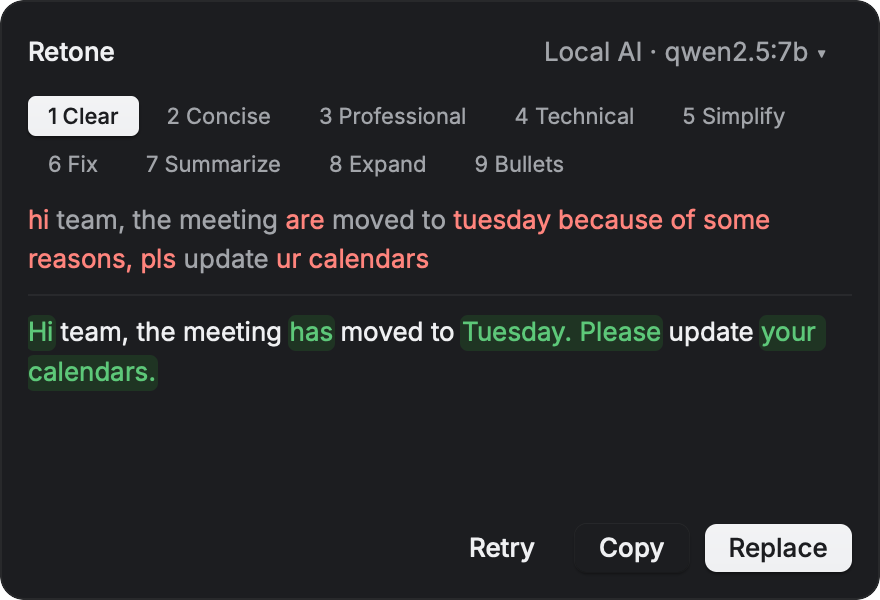 Retone
Local AI · qwen2.5:7b ▾
1 Clear 2 Concise 3 Professional 4 Technical 5 Simplify
6 Fix 7 Summarize 8 Expand 9 Bullets
hi team, the meeting are moved to tuesday because of some
reasons, pls update ur calendars
Hi team, the meeting has moved to Tuesday. Please update your
calendars.
Retry Copy Replace